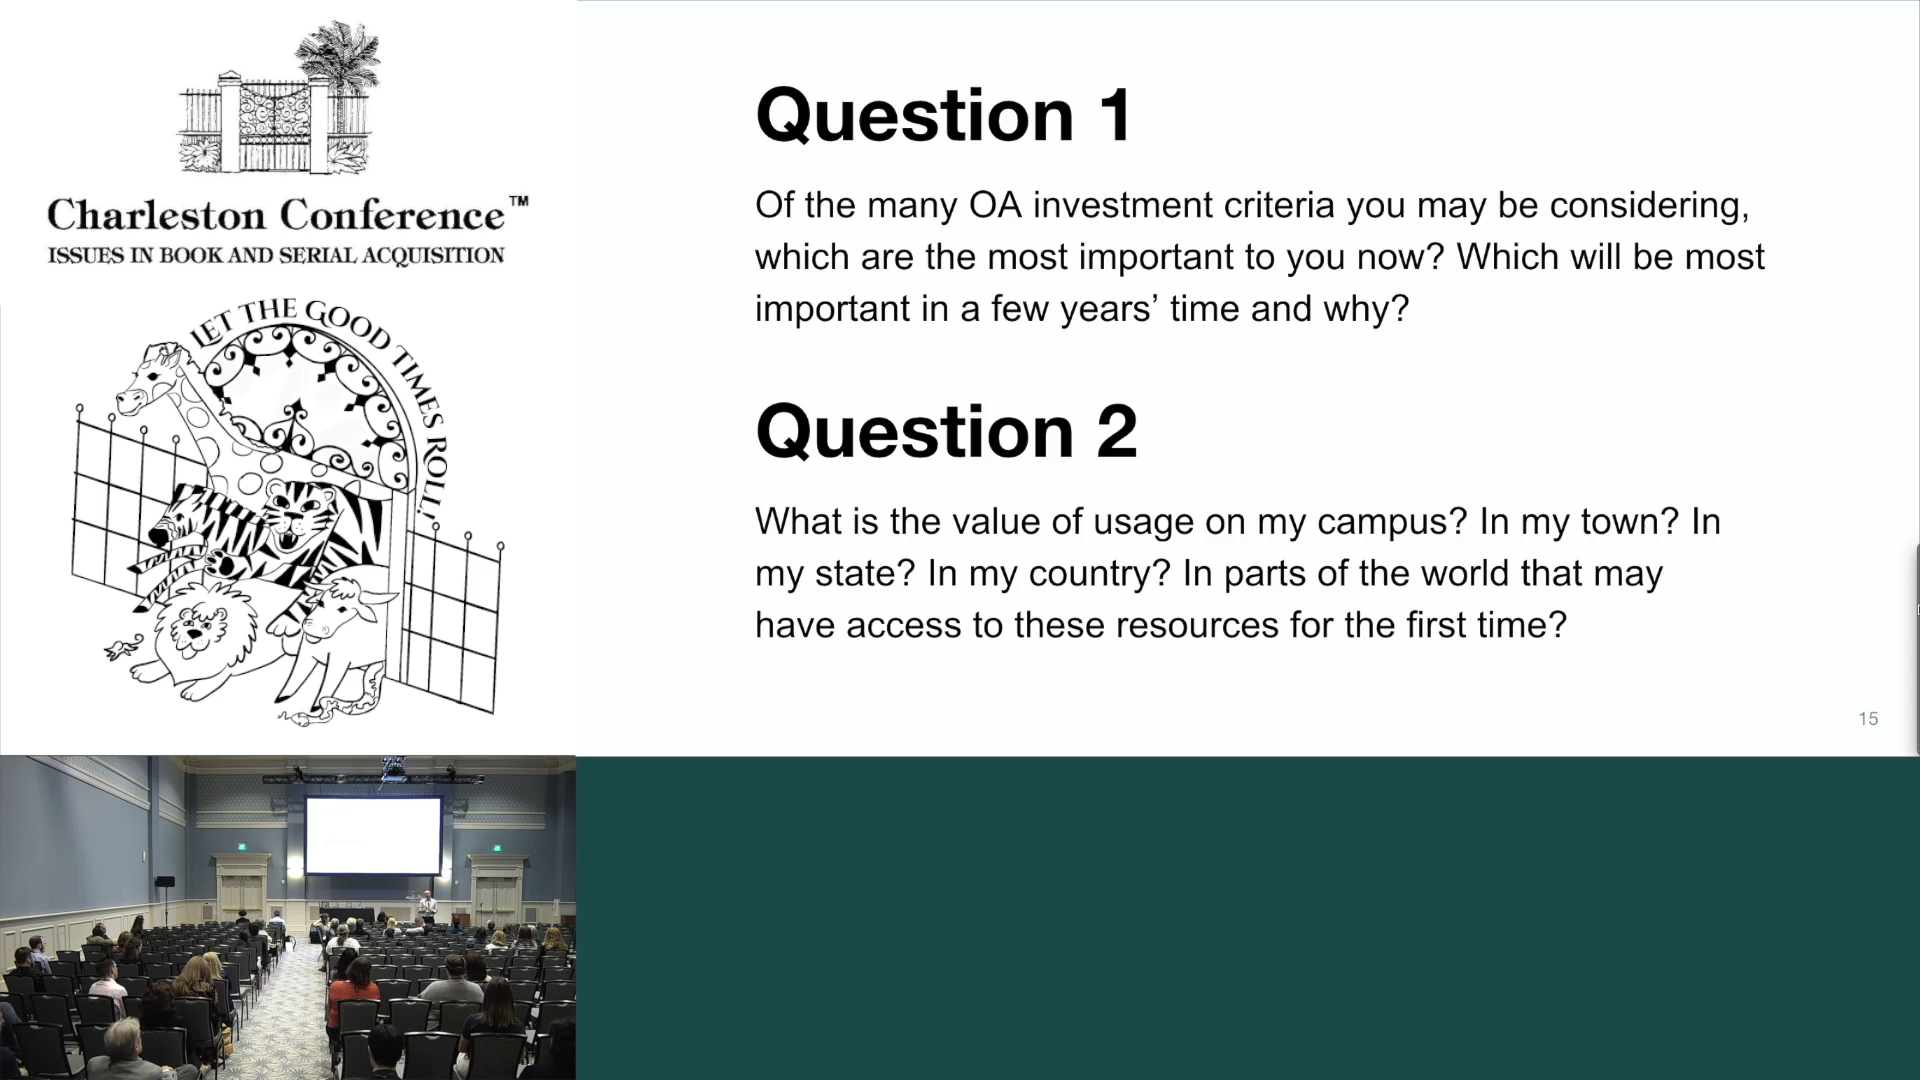 Charleston Conference™
ISSUES IN BOOK AND SERIAL ACQUISITION
LET THE GOOD TIMES ROLL!
Question 1
Of the many OA investment criteria you may be considering,
which are the most important to you now? Which will be most
important in a few years’ time and why?
Question 2
What is the value of usage on my campus? In my town? In
my state? In my country? In parts of the world that may
have access to these resources for the first time?
15